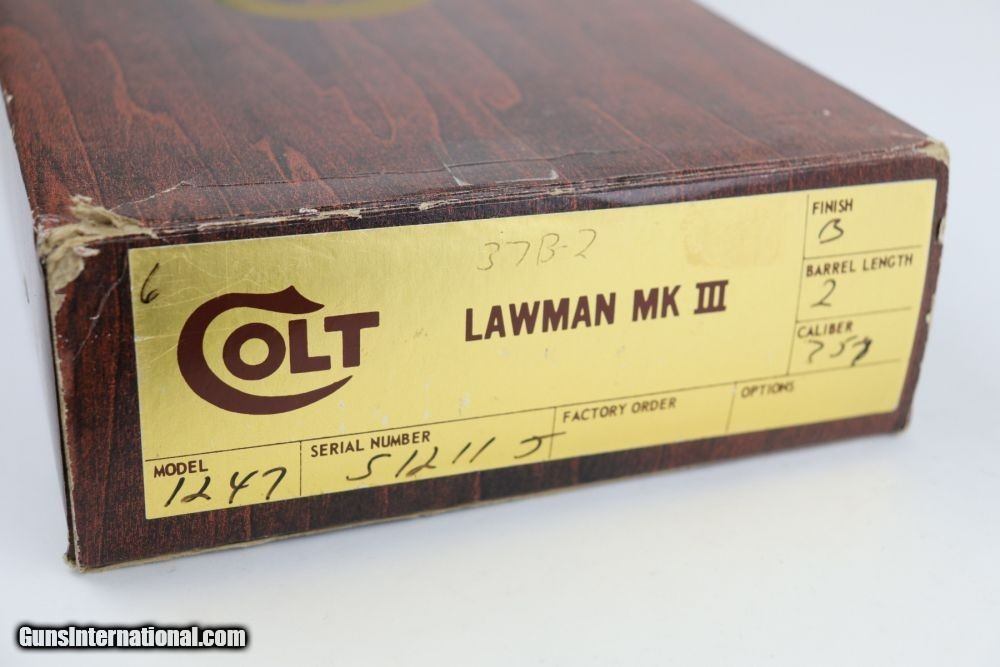 37B-2
6
COLT
LAWMAN MK III
FINISH
B
BARREL LENGTH
2
CALIBER
357
MODEL
1247
SERIAL NUMBER
51211 J
FACTORY ORDER
OPTIONS
GunsInternational.com